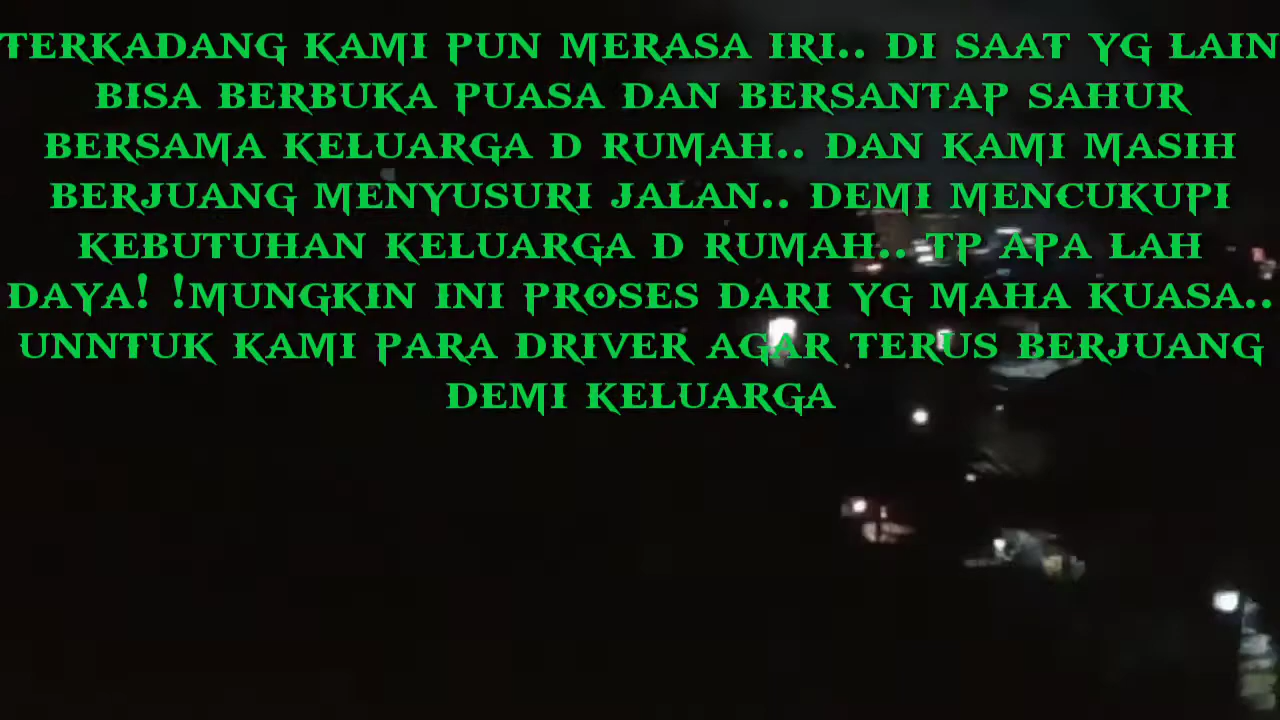 TERKADANG KAMI PUN MERASA IRI.. DI SAAT YG LAIN
BISA BERBUKA PUASA DAN BERSANTAP SAHUR
BERSAMA KELUARGA D RUMAH.. DAN KAMI MASIH
BERJUANG MENYUSURI JALAN.. DEMI MENCUKUPI
KEBUTUHAN KELUARGA D RUMAH.. TP APA LAH
DAYA! !MUNGKIN INI PROSES DARI YG MAHA KUASA..
UNNTUK KAMI PARA DRIVER AGAR TERUS BERJUANG
DEMI KELUARGA